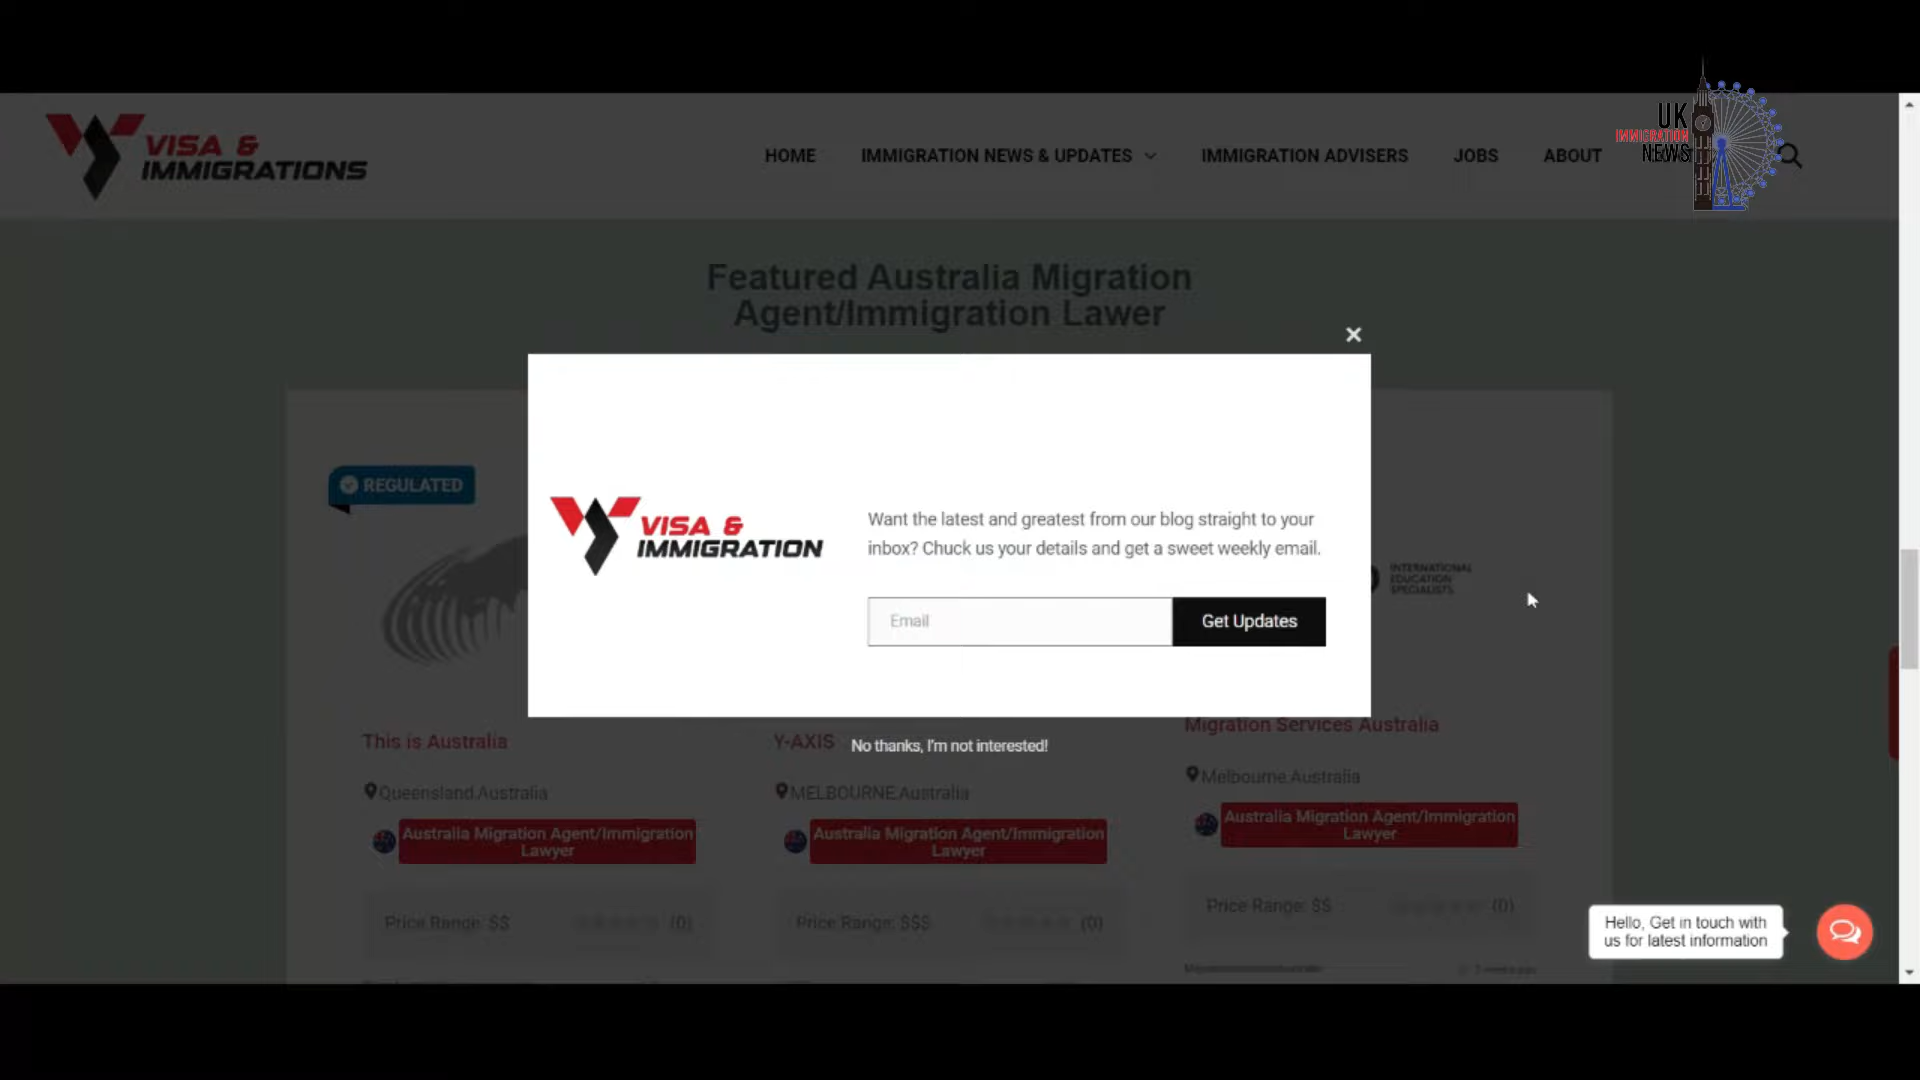 VISA &
IMMIGRATIONS
HOME
IMMIGRATION NEWS & UPDATES
IMMIGRATION ADVISERS
JOBS
ABOUT
UK
IMMIGRATION
NEWS
Featured Australia Migration
Agent/Immigration Lawer
REGULATED
VISA &
IMMIGRATION
Want the latest and greatest from our blog straight to your
inbox? Chuck us your details and get a sweet weekly email.
Email
Get Updates
No thanks, I'm not interested!
INTERNATIONAL
EDUCATION
SPECIALISTS
This is Australia
Queensland,Australia
Australia Migration Agent/Immigration
Lawyer
Price Range: $$
(0)
Y-AXIS
MELBOURNE,Australia
Australia Migration Agent/Immigration
Lawyer
Price Range: $$$
(0)
Migration Services Australia
Melbourne,Australia
Australia Migration Agent/Immigration
Lawyer
Price Range: $$
(0)
Hello, Get in touch with
us for latest information